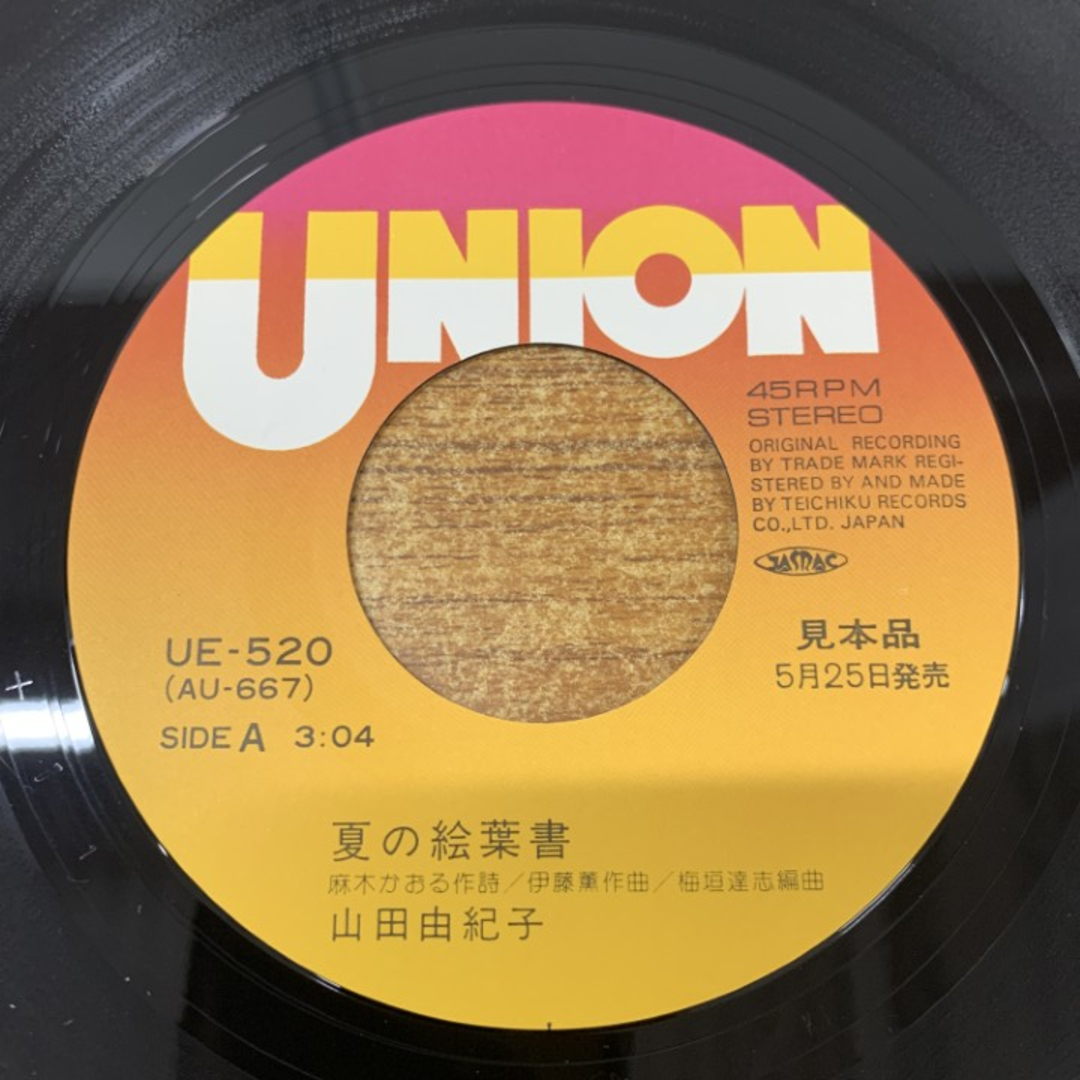 UNION
45RPM
STEREO
ORIGINAL RECORDING
BY TRADE MARK REGI-
STERED BY AND MADE
BY TEICHIKU RECORDS
CO.,LTD. JAPAN
JASRAC
見本品
5月25日発売
UE-520
(AU-667)
SIDE A 3:04
夏の絵葉書
麻木かおる作詩/伊藤薫作曲/梅垣達志編曲
山田由紀子